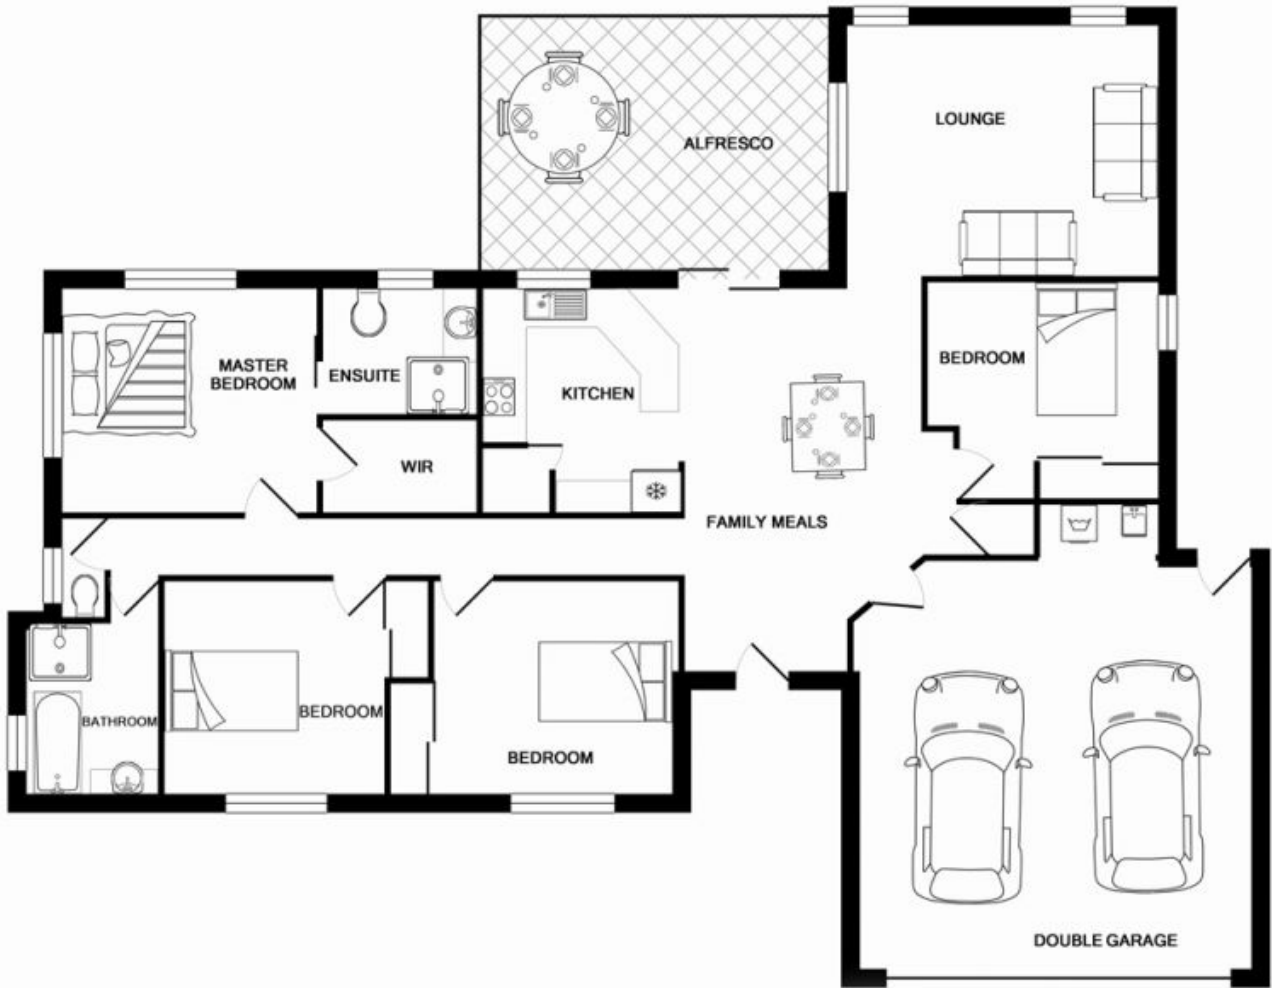 LOUNGE
ALFRESCO
MASTER
BEDROOM
ENSUITE
KITCHEN
BEDROOM
WIR
FAMILY MEALS
BATHROOM
BEDROOM
BEDROOM
DOUBLE GARAGE